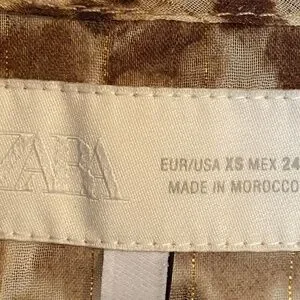 ZARA
EUR/USA XS MEX 24
MADE IN MOROCCO